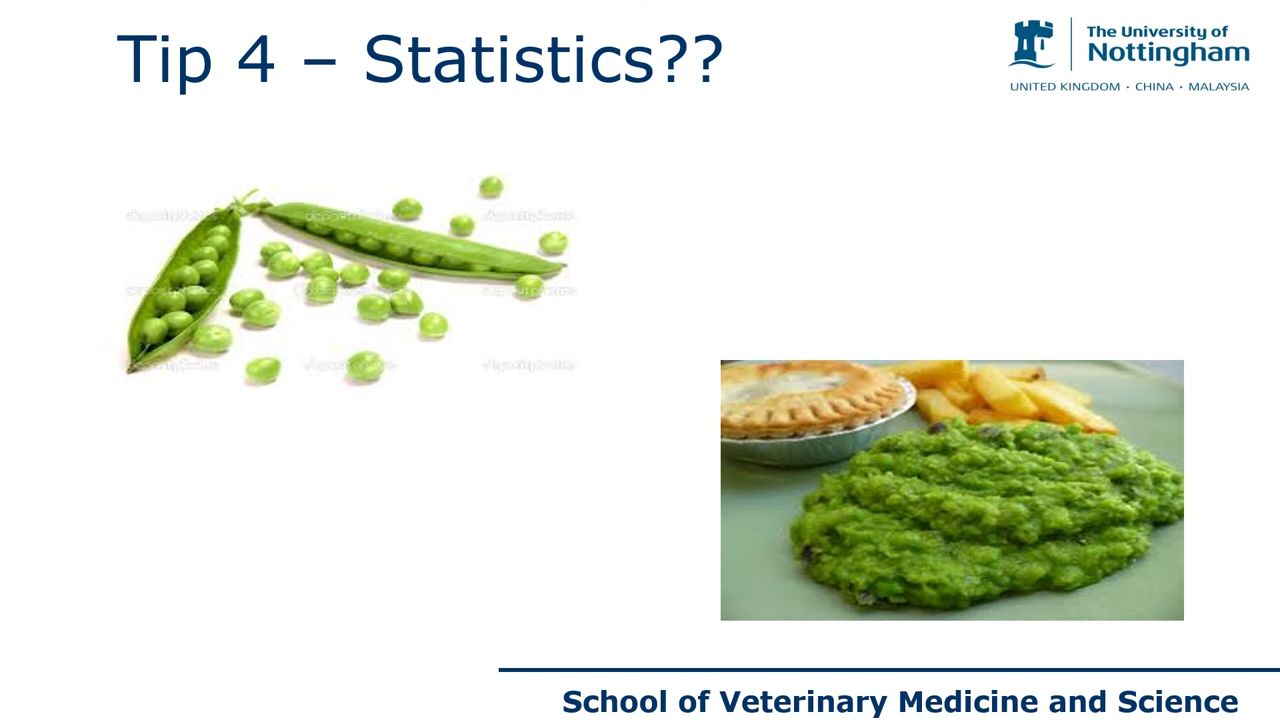 Tip 4 – Statistics??
The University of
Nottingham
UNITED KINGDOM · CHINA · MALAYSIA
School of Veterinary Medicine and Science